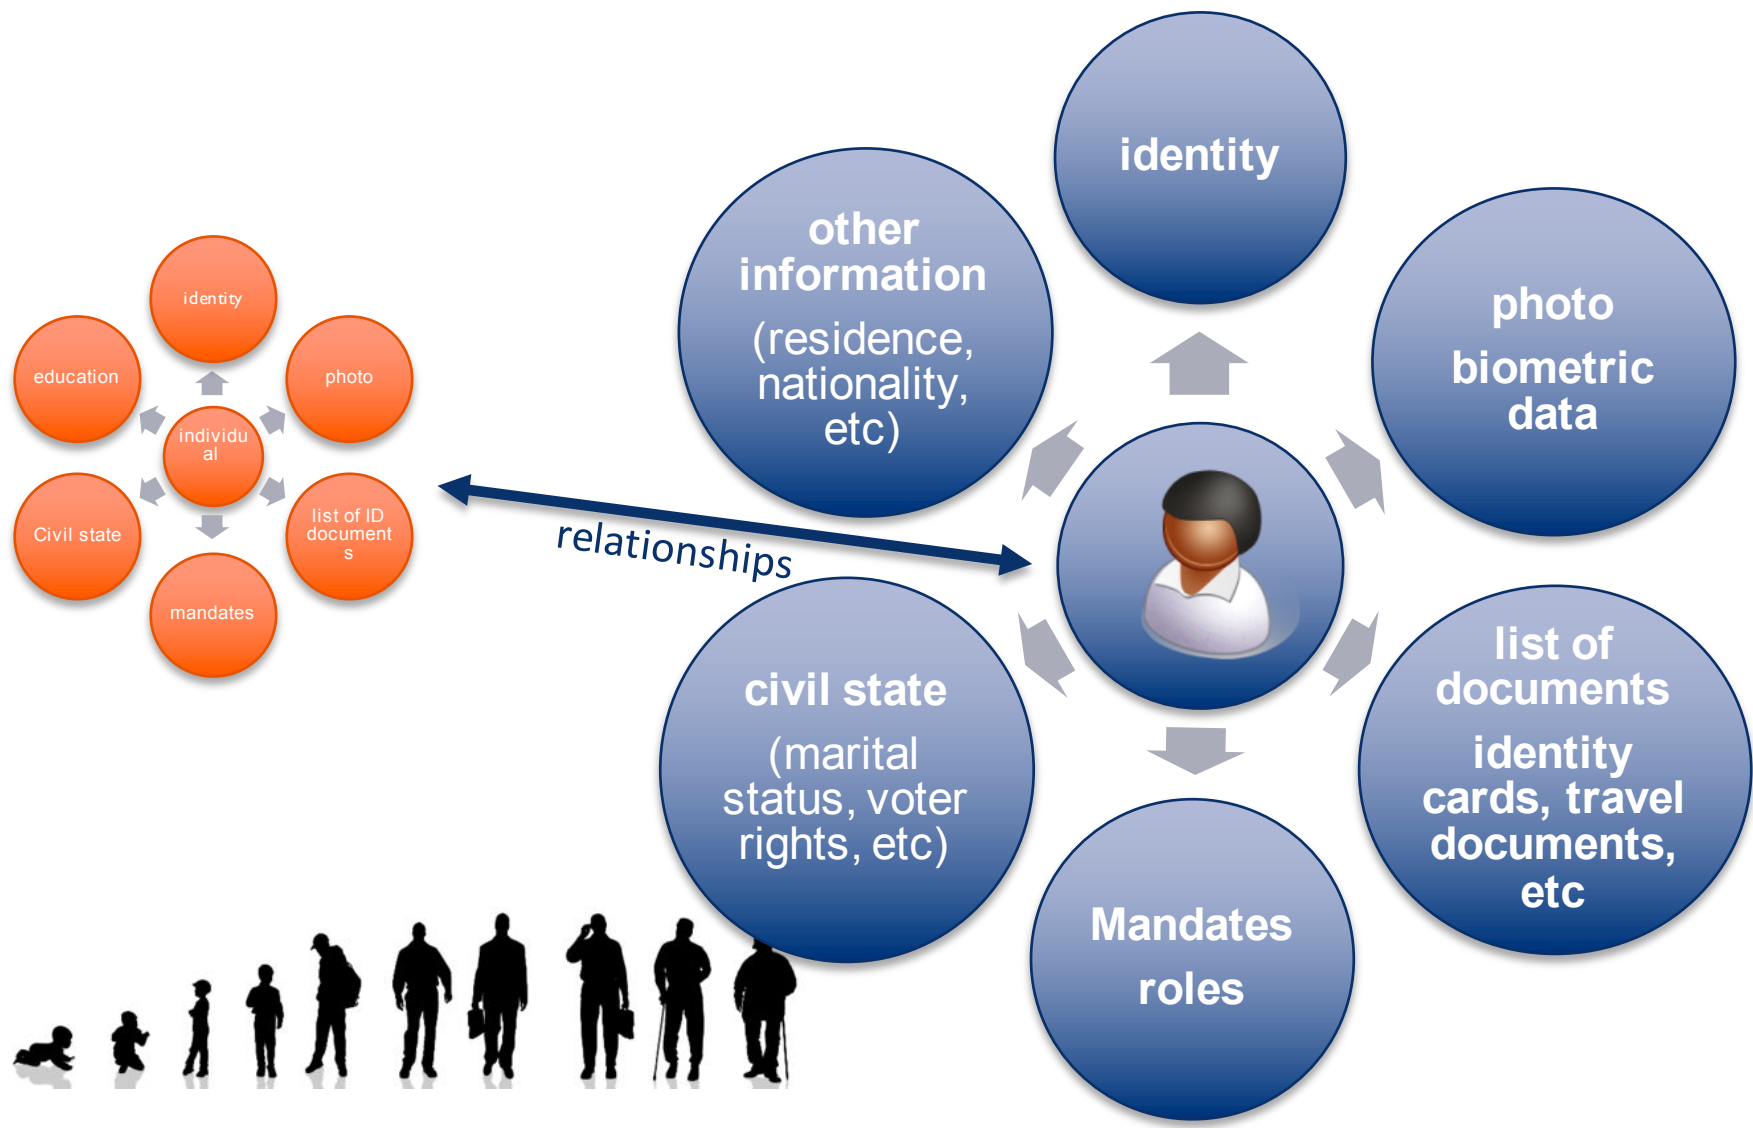 identity
education
photo
individu
al
Civil state
list of ID
document
s
mandates
relationships
identity
other
information
(residence,
nationality,
etc)
photo
biometric
data
civil state
(marital
status, voter
rights, etc)
list of
documents
identity
cards, travel
documents,
etc
Mandates
roles